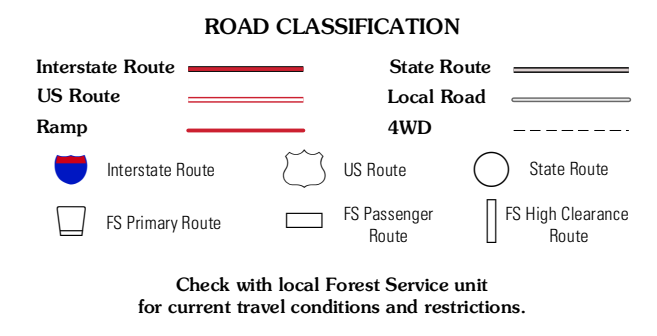 ROAD CLASSIFICATION
Interstate Route
State Route
US Route
Local Road
Ramp
4WD
Interstate Route
US Route
State Route
FS Primary Route
FS Passenger
Route
FS High Clearance
Route
Check with local Forest Service unit
for current travel conditions and restrictions.